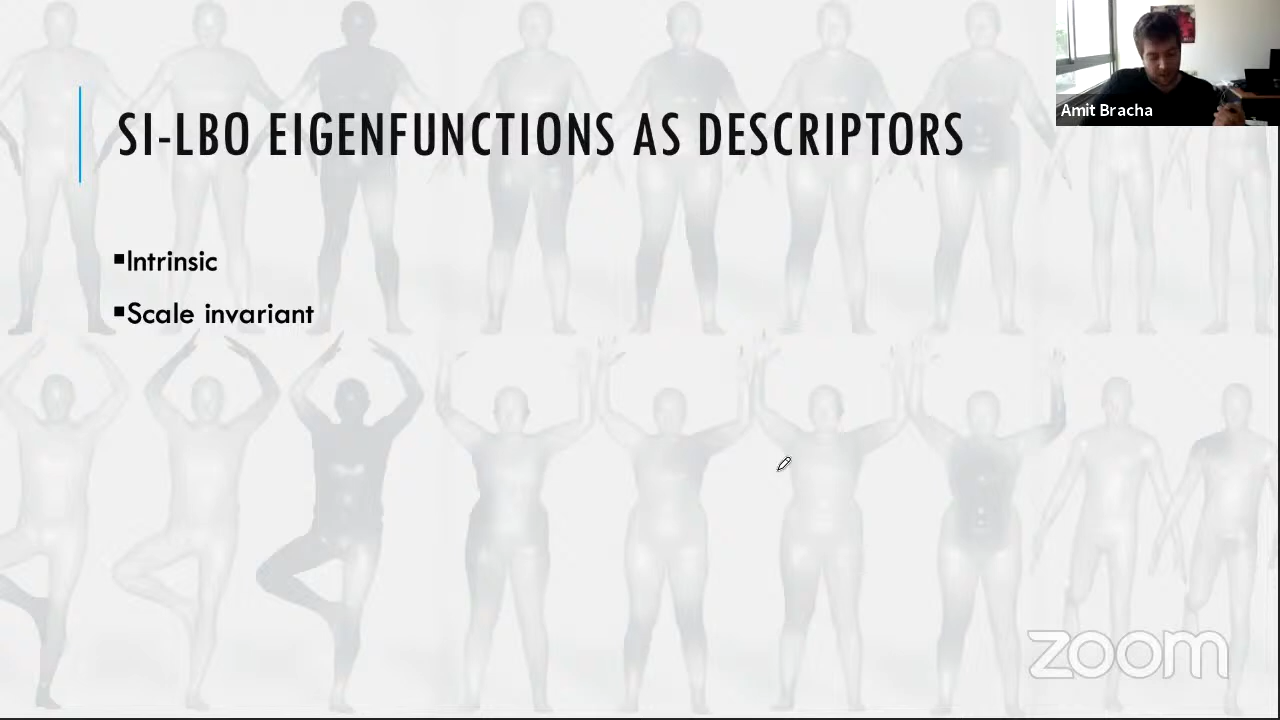 SI-LBO EIGENFUNCTIONS AS DESCRIPTORS
Amit Bracha
▪Intrinsic
▪Scale invariant
zoom